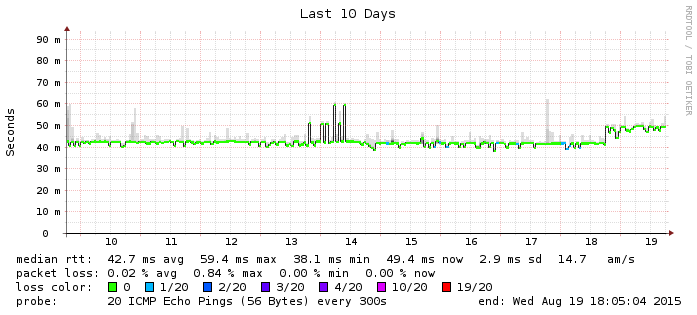 Last 10 Days
RRDTOOL / TOBI OETIKER
Seconds
90 m
80 m
70 m
60 m
50 m
40 m
30 m
20 m
10 m
0
10 11 12 13 14 15 16 17 18 19
median rtt: 42.7 ms avg 59.4 ms max 38.1 ms min 49.4 ms now 2.9 ms sd 14.7 am/s
packet loss: 0.02 % avg 0.84 % max 0.00 % min 0.00 % now
loss color: 0 1/20 2/20 3/20 4/20 10/20 19/20
probe: 20 ICMP Echo Pings (56 Bytes) every 300s end: Wed Aug 19 18:05:04 2015